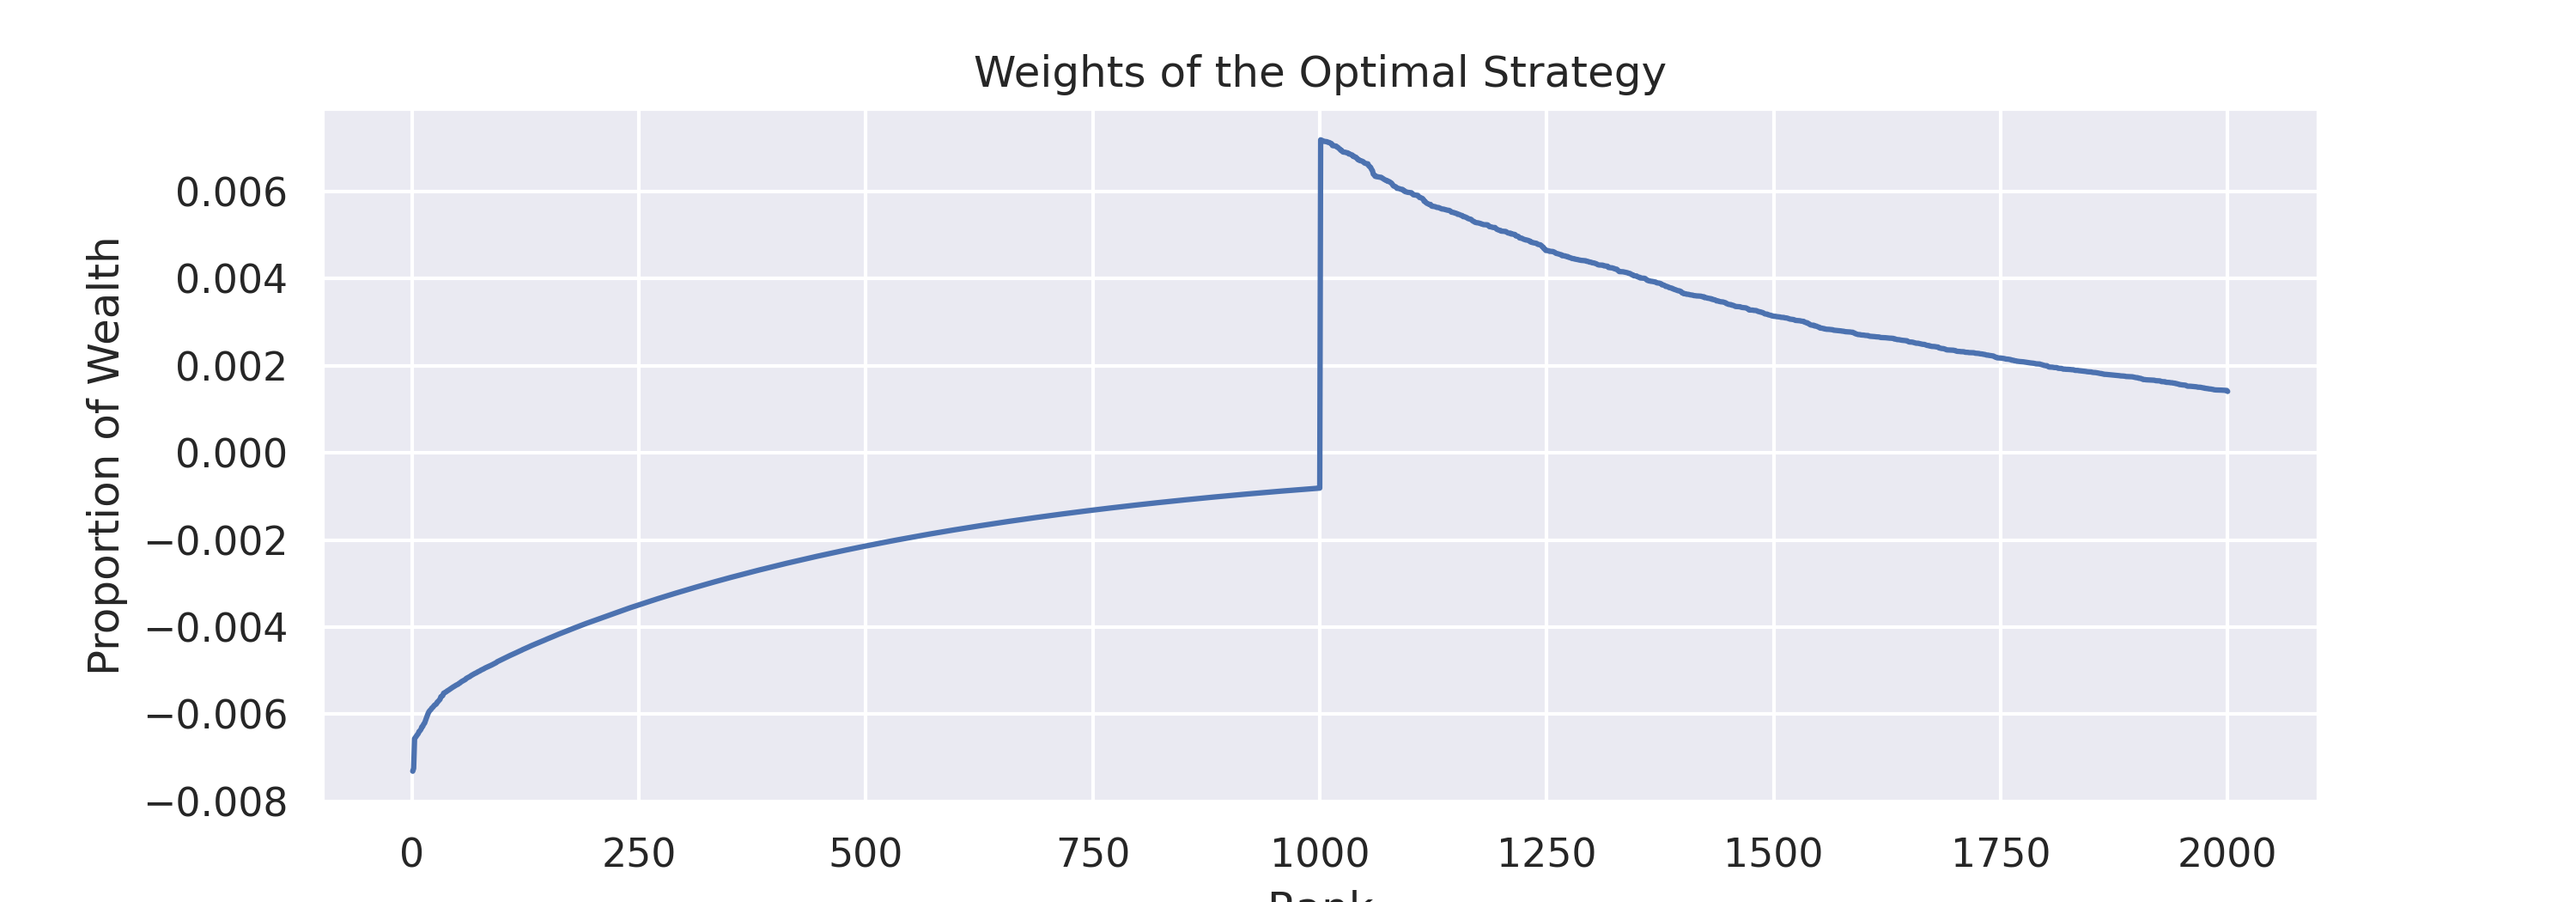 Weights of the Optimal Strategy
Proportion of Wealth
0.006
0.004
0.002
0.000
−0.002
−0.004
−0.006
−0.008
0 250 500 750 1000 1250 1500 1750 2000
Rank